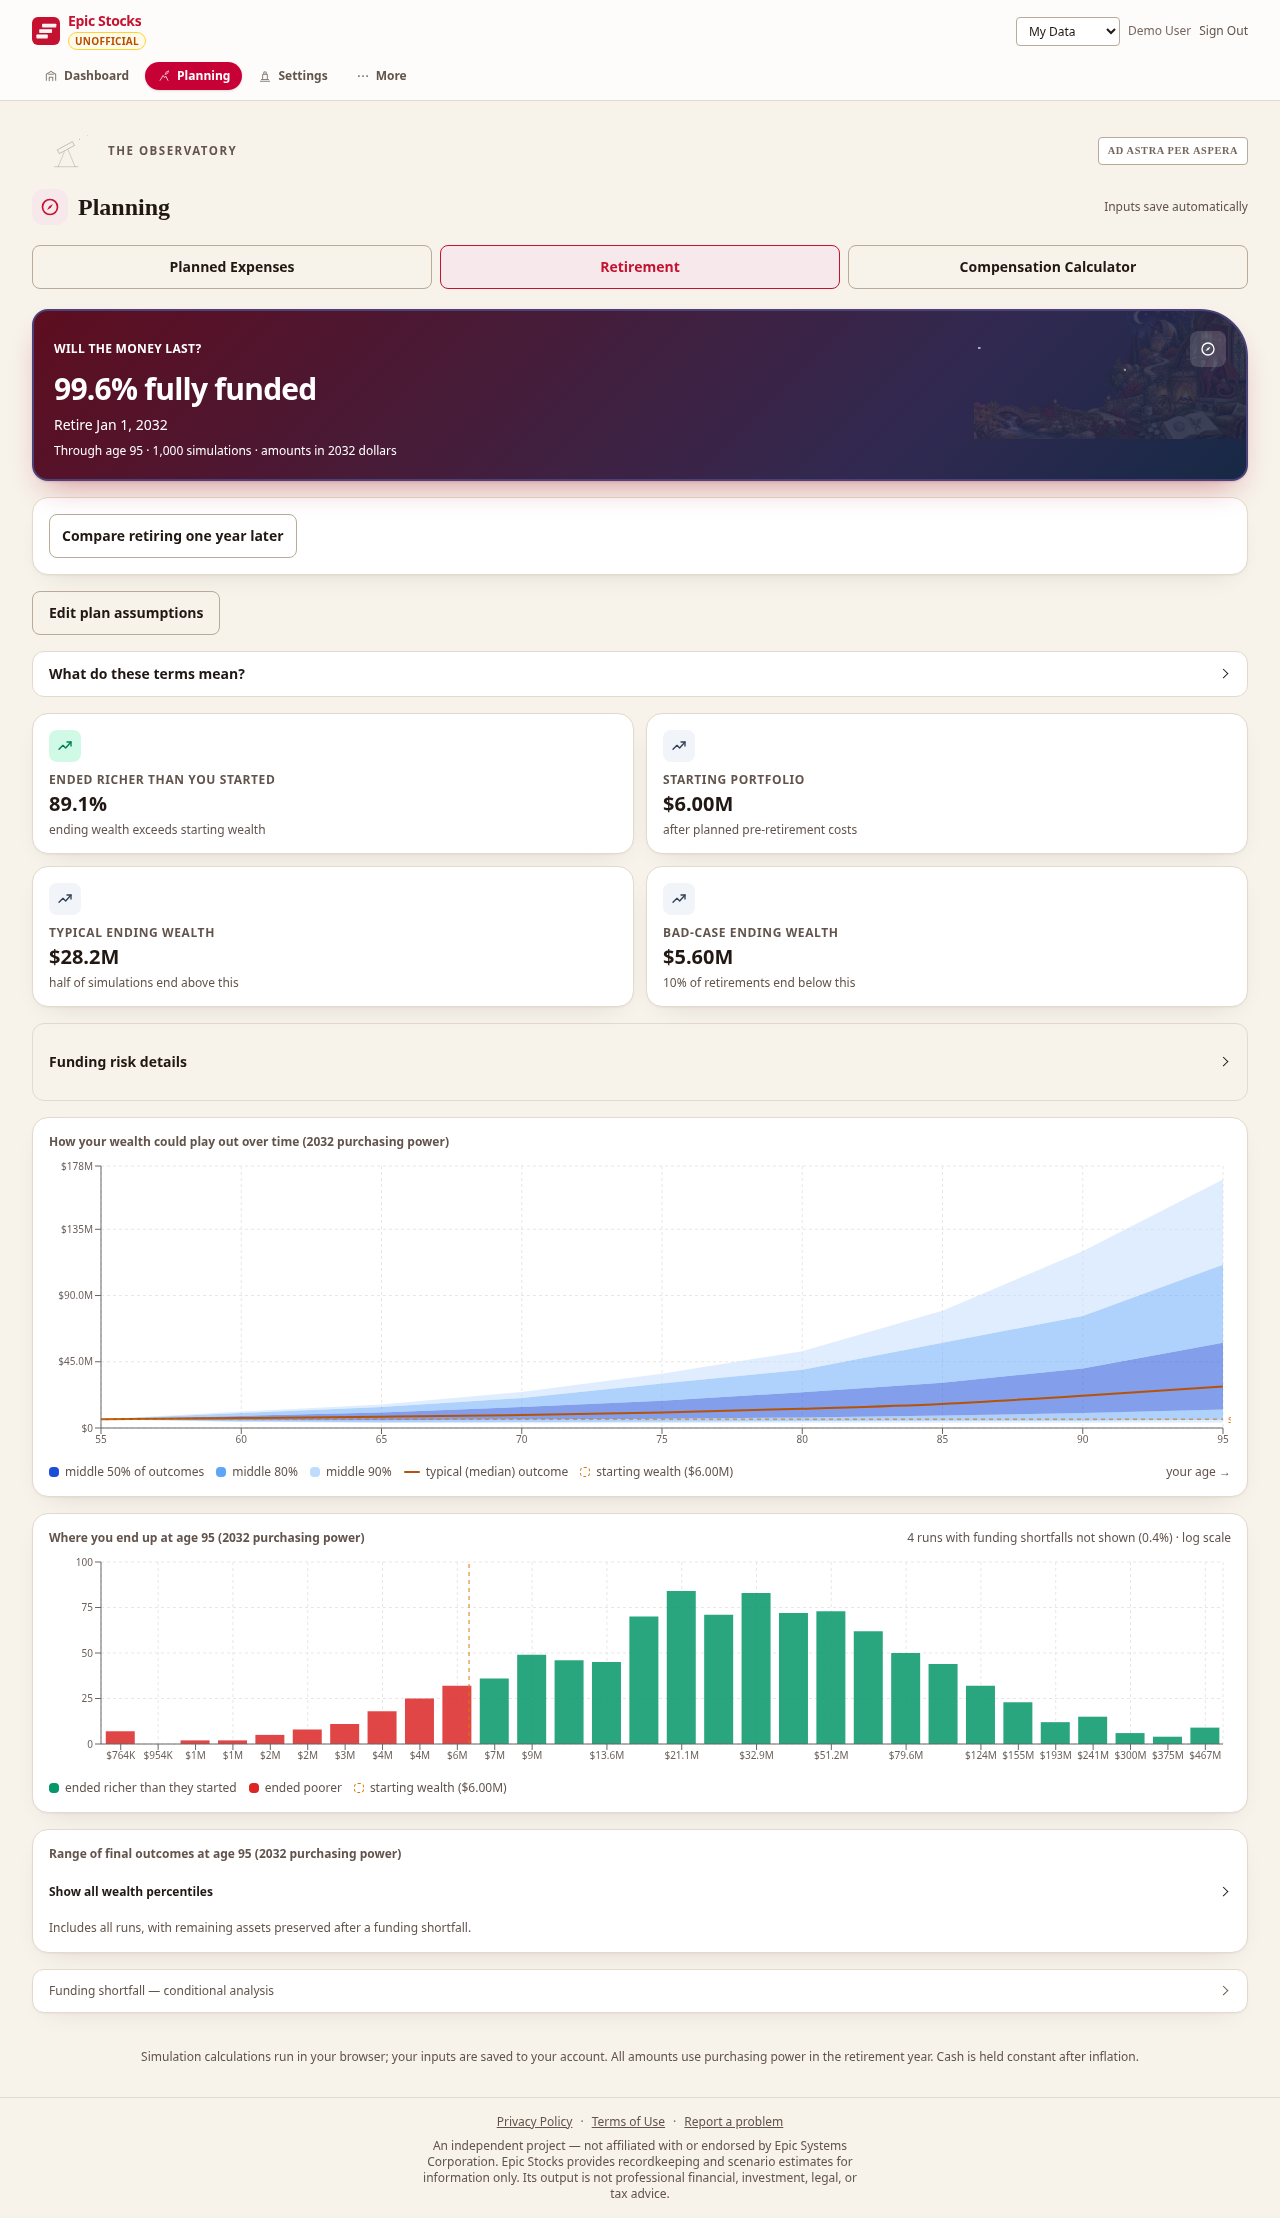 Epic Stocks
UNOFFICIAL
My Data
Demo User
Sign Out
Dashboard
Planning
Settings
More
THE OBSERVATORY
AD ASTRA PER ASPERA
Planning
Inputs save automatically
Planned Expenses
Retirement
Compensation Calculator
WILL THE MONEY LAST?
99.6% fully funded
Retire Jan 1, 2032
Through age 95 · 1,000 simulations · amounts in 2032 dollars
Compare retiring one year later
Edit plan assumptions
What do these terms mean?
ENDED RICHER THAN YOU STARTED
89.1%
ending wealth exceeds starting wealth
STARTING PORTFOLIO
$6.00M
after planned pre-retirement costs
TYPICAL ENDING WEALTH
$28.2M
half of simulations end above this
BAD-CASE ENDING WEALTH
$5.60M
10% of retirements end below this
Funding risk details
How your wealth could play out over time (2032 purchasing power)
$178M
$135M
$90.0M
$45.0M
$0
55 60 65 70 75 80 85 90 95
middle 50% of outcomes
middle 80%
middle 90%
typical (median) outcome
starting wealth ($6.00M)
your age →
Where you end up at age 95 (2032 purchasing power)
4 runs with funding shortfalls not shown (0.4%) · log scale
100
75
50
25
0
$764K $954K $1M $1M $2M $2M $3M $4M $4M $6M $7M $9M $13.6M $21.1M $32.9M $51.2M $79.6M $124M $155M $193M $241M $300M $375M $467M
ended richer than they started
ended poorer
starting wealth ($6.00M)
Range of final outcomes at age 95 (2032 purchasing power)
Show all wealth percentiles
Includes all runs, with remaining assets preserved after a funding shortfall.
Funding shortfall — conditional analysis
Simulation calculations run in your browser; your inputs are saved to your account. All amounts use purchasing power in the retirement year. Cash is held constant after inflation.
Privacy Policy · Terms of Use · Report a problem
An independent project — not affiliated with or endorsed by Epic Systems
Corporation. Epic Stocks provides recordkeeping and scenario estimates for
information only. Its output is not professional financial, investment, legal, or
tax advice.